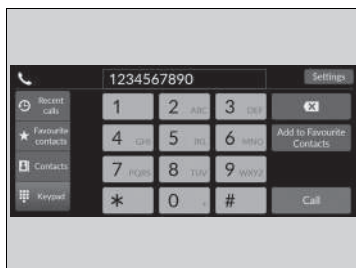 1234567890
Settings
Recent
calls
1
2 ABC
3 DEF
Favourite
contacts
4 GHI
5 JKL
6 MNO
Add to Favourite
Contacts
Contacts
7 PQRS
8 TUV
9 WXYZ
Keypad
*
0 +
#
Call